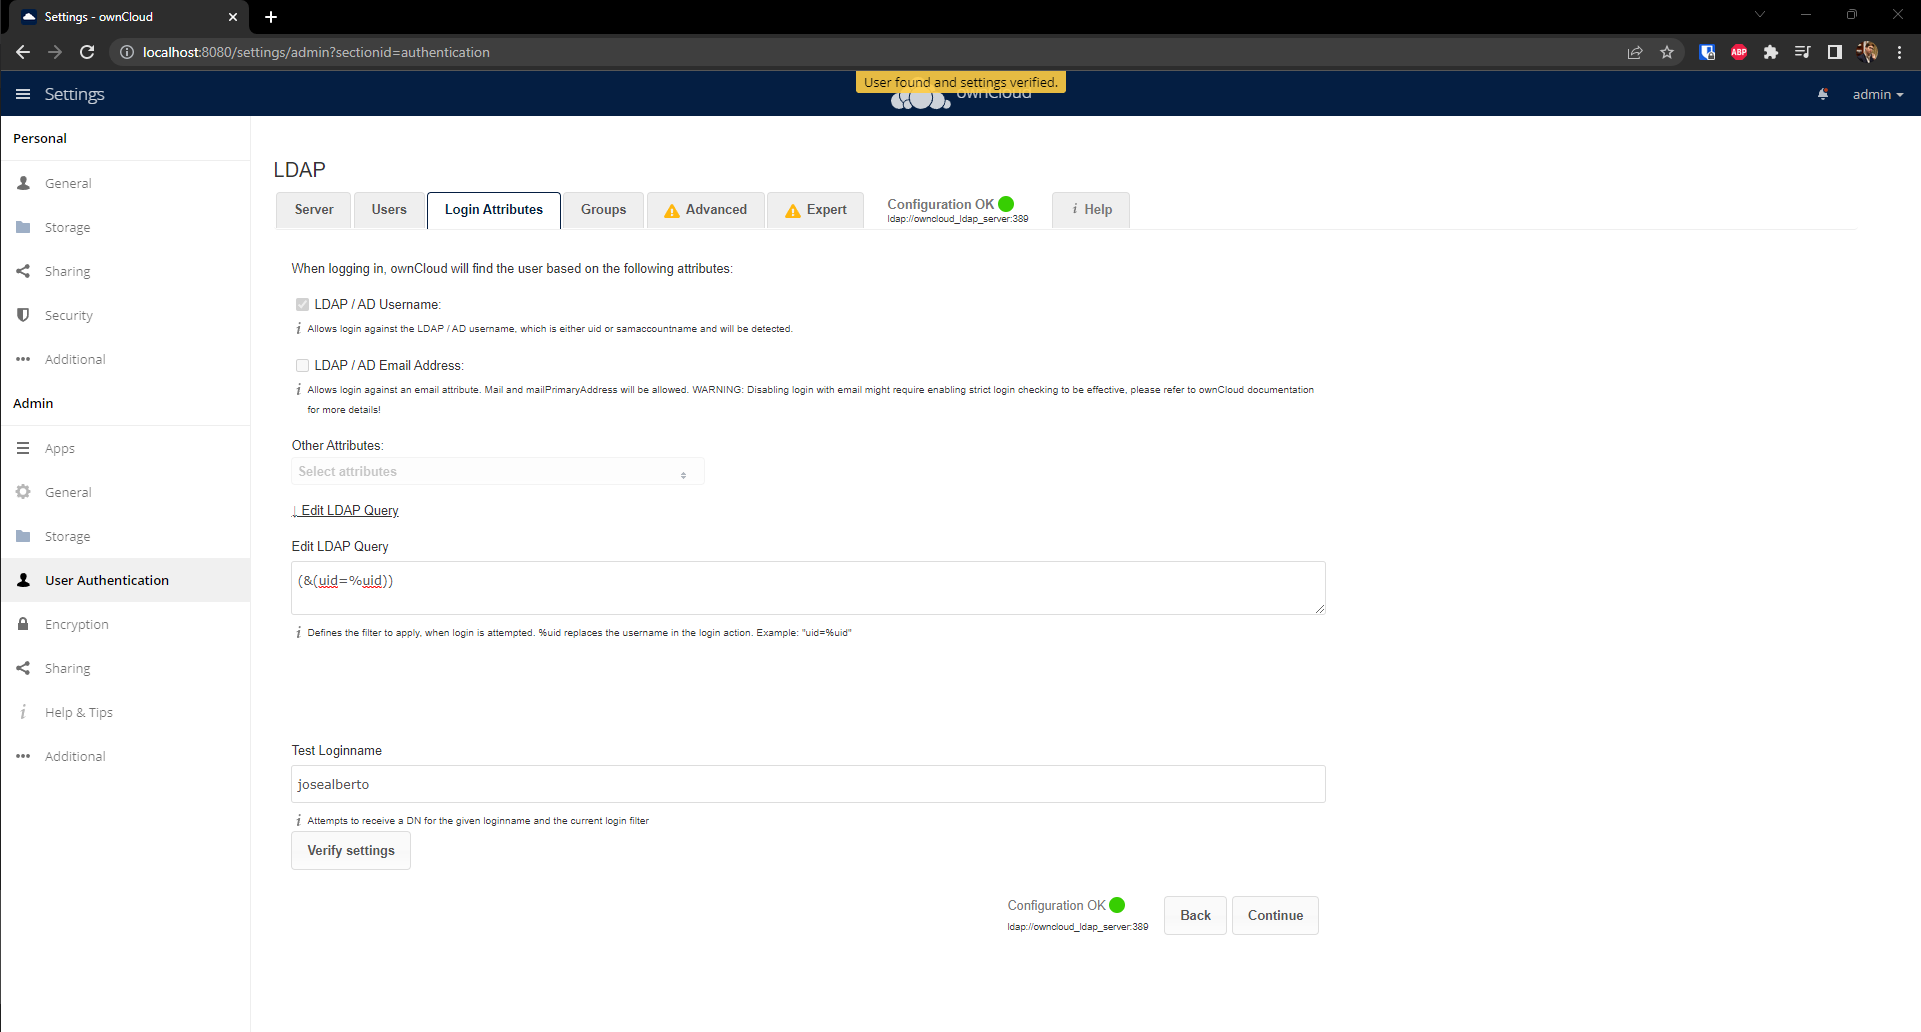 Settings - ownCloud
localhost:8080/settings/admin?sectionid=authentication
ABP
User found and settings verified.
Settings
ownCloud
admin
Personal
General
Storage
Sharing
Security
Additional
Admin
Apps
General
Storage
User Authentication
Encryption
Sharing
Help & Tips
Additional
LDAP
Server
Users
Login Attributes
Groups
Advanced
Expert
Configuration OK
ldap://owncloud_ldap_server:389
i Help
When logging in, ownCloud will find the user based on the following attributes:
LDAP / AD Username:
i Allows login against the LDAP / AD username, which is either uid or samaccountname and will be detected.
LDAP / AD Email Address:
i Allows login against an email attribute. Mail and mailPrimaryAddress will be allowed. WARNING: Disabling login with email might require enabling strict login checking to be effective, please refer to ownCloud documentation
for more details!
Other Attributes:
Select attributes
↓ Edit LDAP Query
Edit LDAP Query
(&(uid=%uid))
i Defines the filter to apply, when login is attempted. %uid replaces the username in the login action. Example: "uid=%uid"
Test Loginname
josealberto
i Attempts to receive a DN for the given loginname and the current login filter
Verify settings
Configuration OK
ldap://owncloud_ldap_server:389
Back
Continue